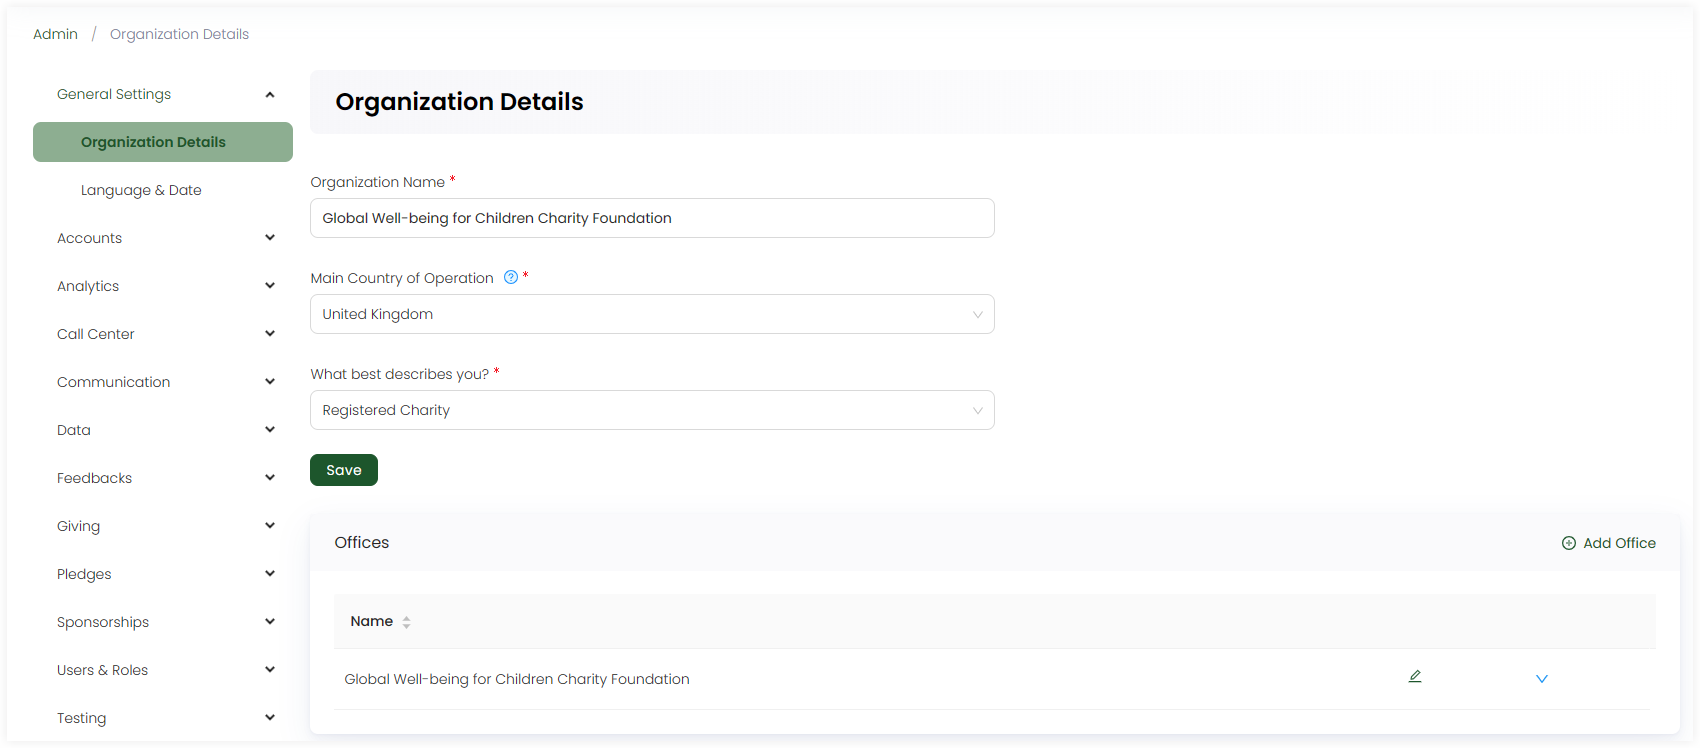 Admin / Organization Details
General Settings
Organization Details
Language & Date
Accounts
Analytics
Call Center
Communication
Data
Feedbacks
Giving
Pledges
Sponsorships
Users & Roles
Testing
Organization Details
Organization Name *
Global Well-being for Children Charity Foundation
Main Country of Operation ? *
United Kingdom
What best describes you? *
Registered Charity
Save
Offices
Add Office
Name
Global Well-being for Children Charity Foundation